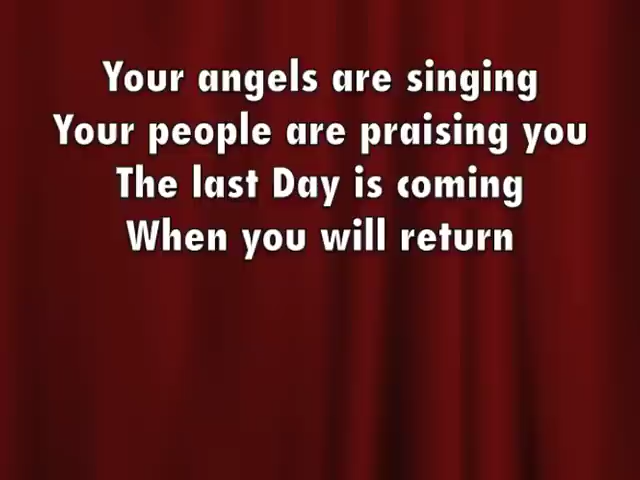 Your angels are singing
Your people are praising you
The last Day is coming
When you will return